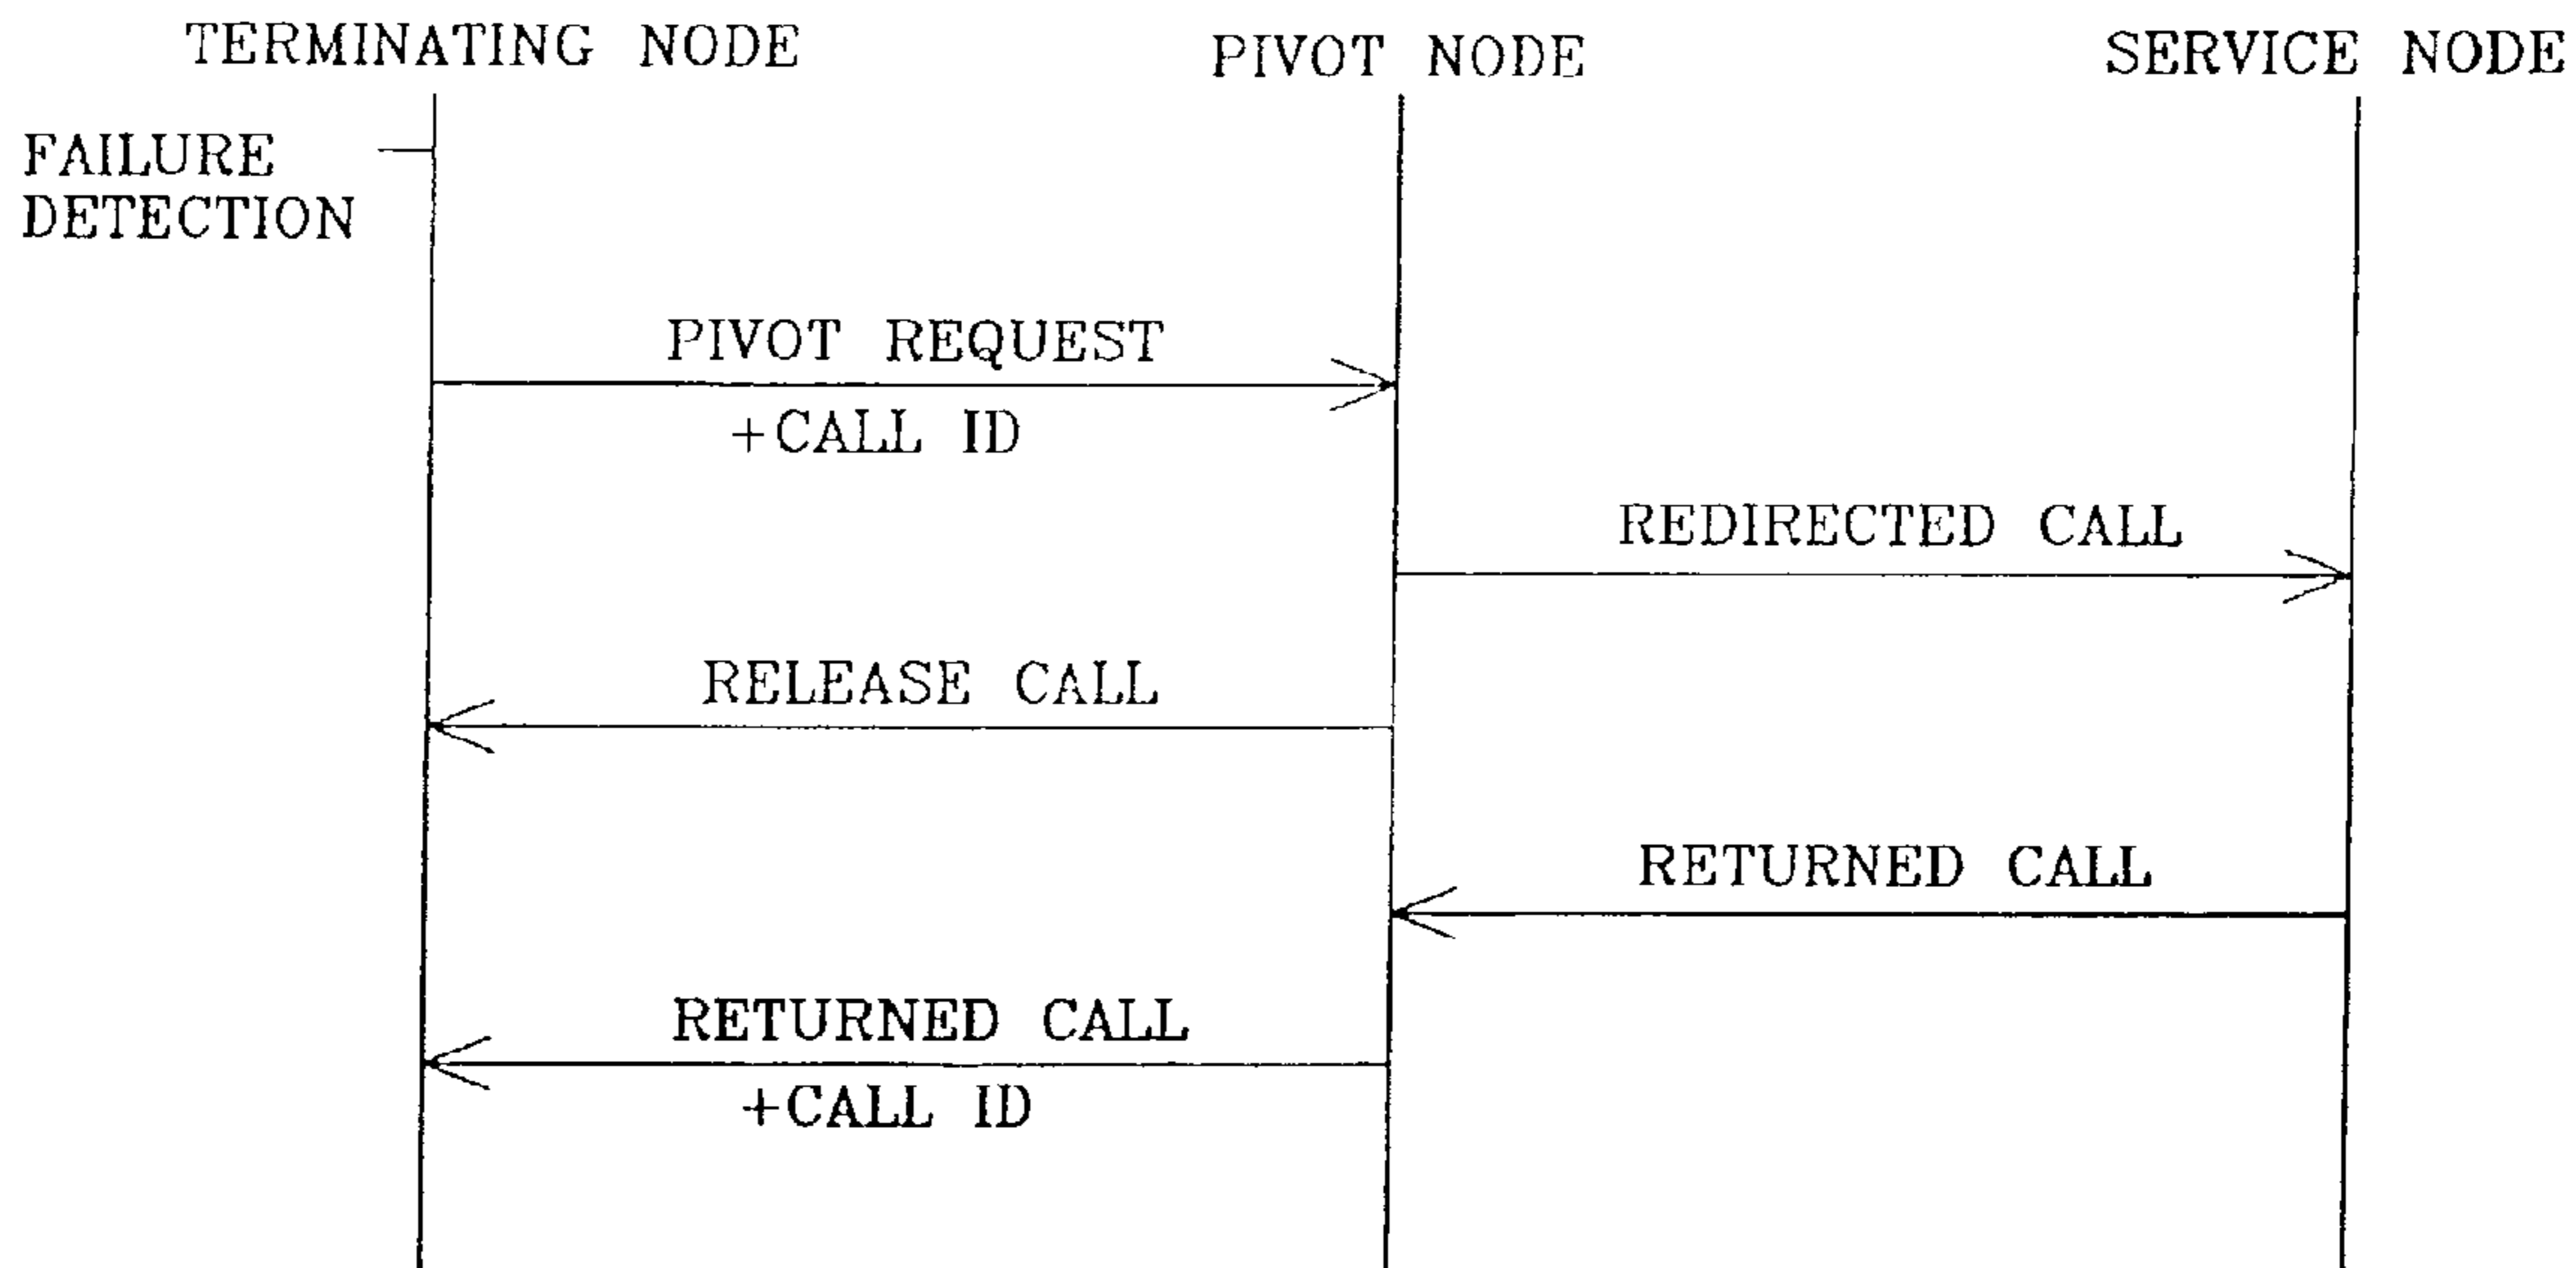 TERMINATING NODE
PIVOT NODE
SERVICE NODE
FAILURE
DETECTION
PIVOT REQUEST
+CALL ID
REDIRECTED CALL
RELEASE CALL
RETURNED CALL
RETURNED CALL
+CALL ID